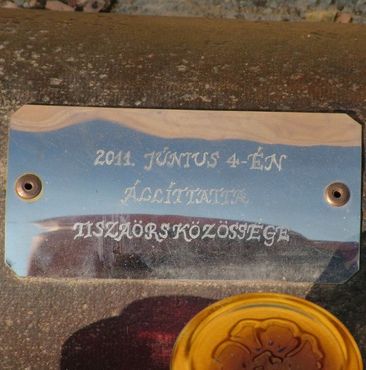 2011. JÚNIUS 4-ÉN
ÁLLÍTTATTA
TISZAÖRS KÖZÖSSÉGE